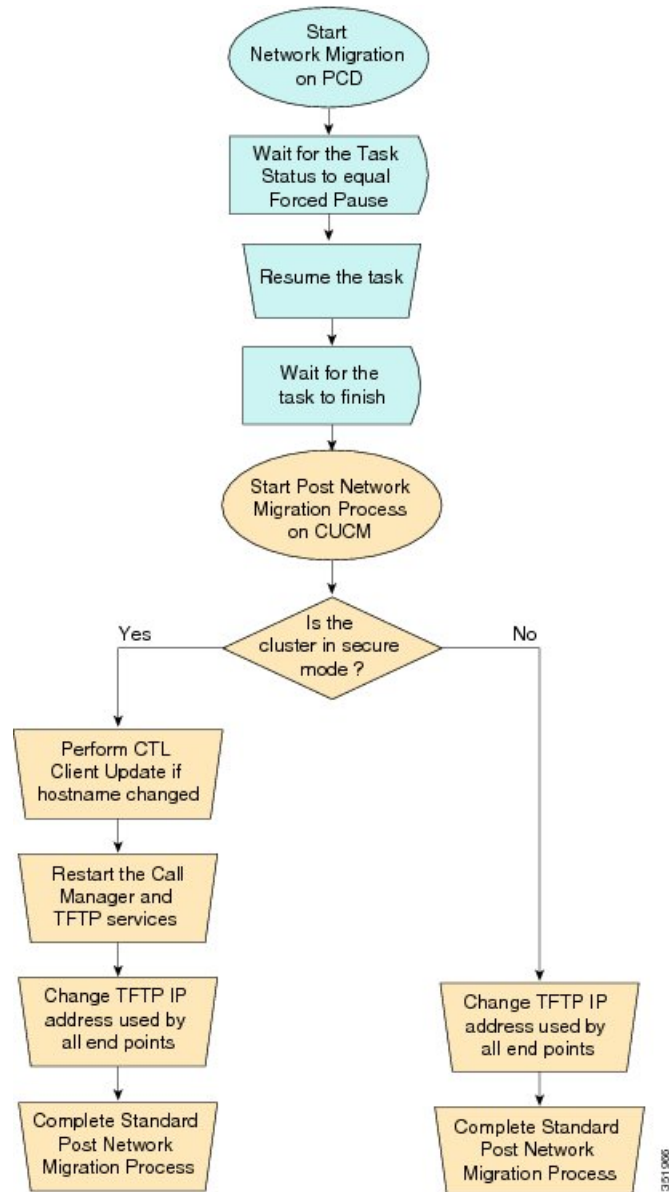 Start
Network Migration
on PCD
Wait for the Task
Status to equal
Forced Pause
Resume the task
Wait for the
task to finish
Start Post Network
Migration Process
on CUCM
Is the
cluster in secure
mode ?
Yes
No
Perform CTL
Client Update if
hostname changed
Restart the Call
Manager and
TFTP services
Change TFTP IP
address used by
all end points
Complete Standard
Post Network
Migration Process
Change TFTP IP
address used by
all end points
Complete Standard
Post Network
Migration Process
351966